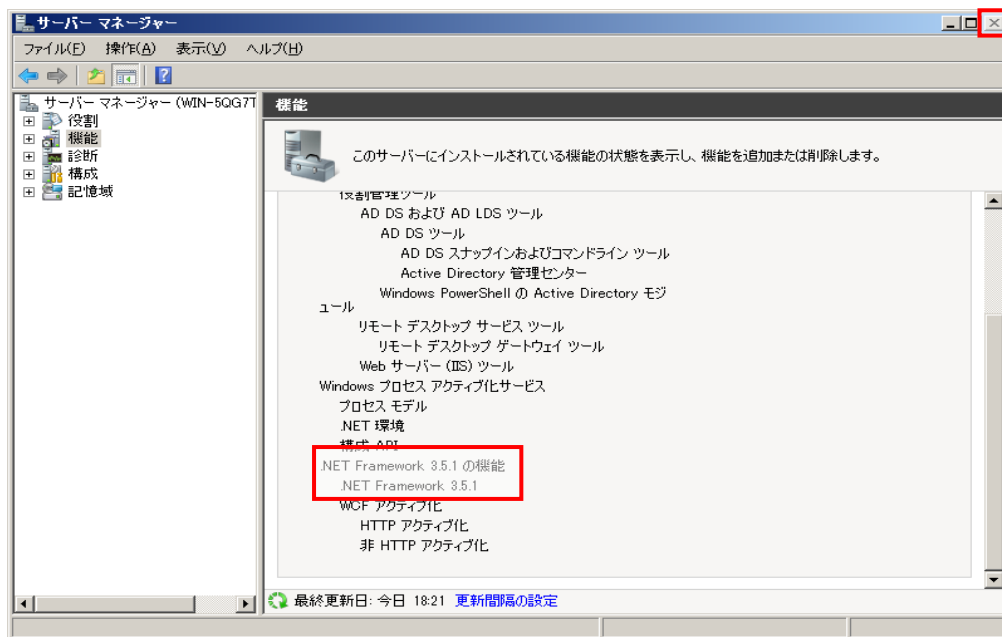 サーバー マネージャー
ファイル(F) 操作(A) 表示(V) ヘルプ(H)
サーバー マネージャー (WIN-5QG7T
役割
機能
診断
構成
記憶域
機能
このサーバーにインストールされている機能の状態を表示し、機能を追加または削除します。
役割管理ツール
AD DS および AD LDS ツール
AD DS ツール
AD DS スナップインおよびコマンドライン ツール
Active Directory 管理センター
Windows PowerShell の Active Directory モジ
ュール
リモート デスクトップ サービス ツール
リモート デスクトップ ゲートウェイ ツール
Web サーバー (IIS) ツール
Windows プロセス アクティブ化サービス
プロセス モデル
.NET 環境
構成 API
.NET Framework 3.5.1 の機能
.NET Framework 3.5.1
WCF アクティブ化
HTTP アクティブ化
非 HTTP アクティブ化
最終更新日: 今日 18:21 更新間隔の設定